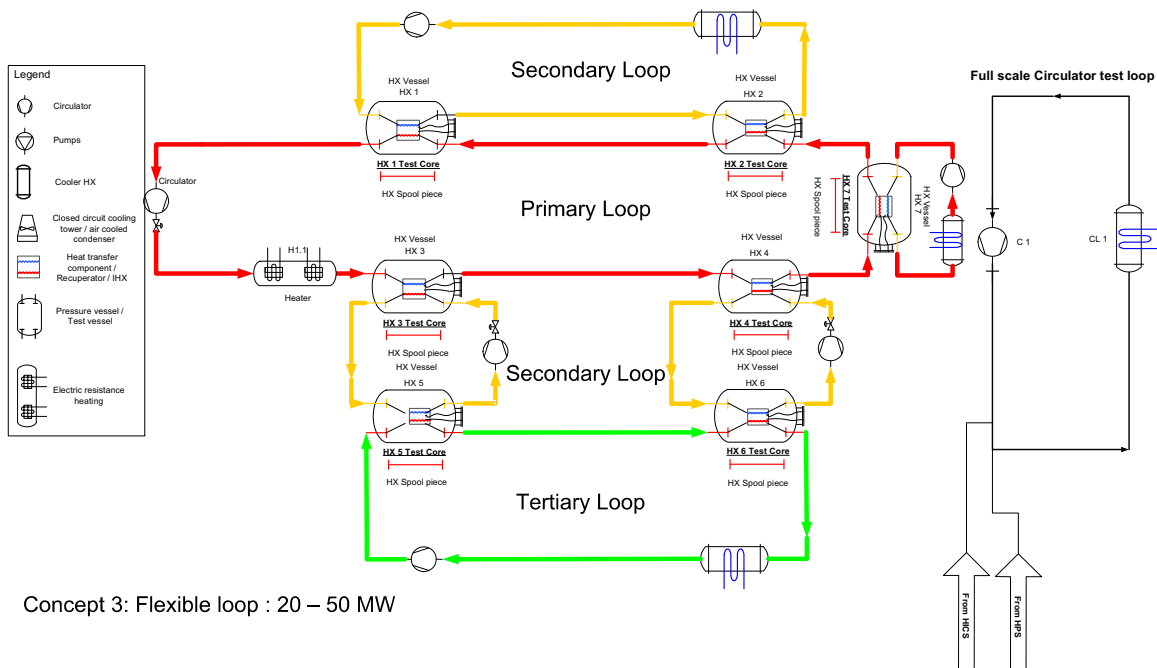 Legend
Circulator
Pumps
Cooler HX
Closed circuit cooling
tower / air cooled
condenser
Heat transfer
component /
Recuperator / IHX
Pressure vessel /
Test vessel
Electric resistance
heating
Secondary Loop
HX Vessel
HX 1
HX 2
HX 1 Test Core
HX Spool piece
HX 2 Test Core
HX Spool piece
Circulator
Primary Loop
HX Vessel
HX 7
HX 7 Test Core
HX Spool piece
H1.1
Heater
HX Vessel
HX 3
HX Vessel
HX 4
HX 3 Test Core
HX Spool piece
HX 4 Test Core
HX Spool piece
Secondary Loop
HX Vessel
HX 5
HX Vessel
HX 6
HX 5 Test Core
HX Spool piece
HX 6 Test Core
HX Spool piece
Tertiary Loop
Full scale Circulator test loop
C 1
CL 1
From HICS
From HPS
Concept 3: Flexible loop : 20 – 50 MW